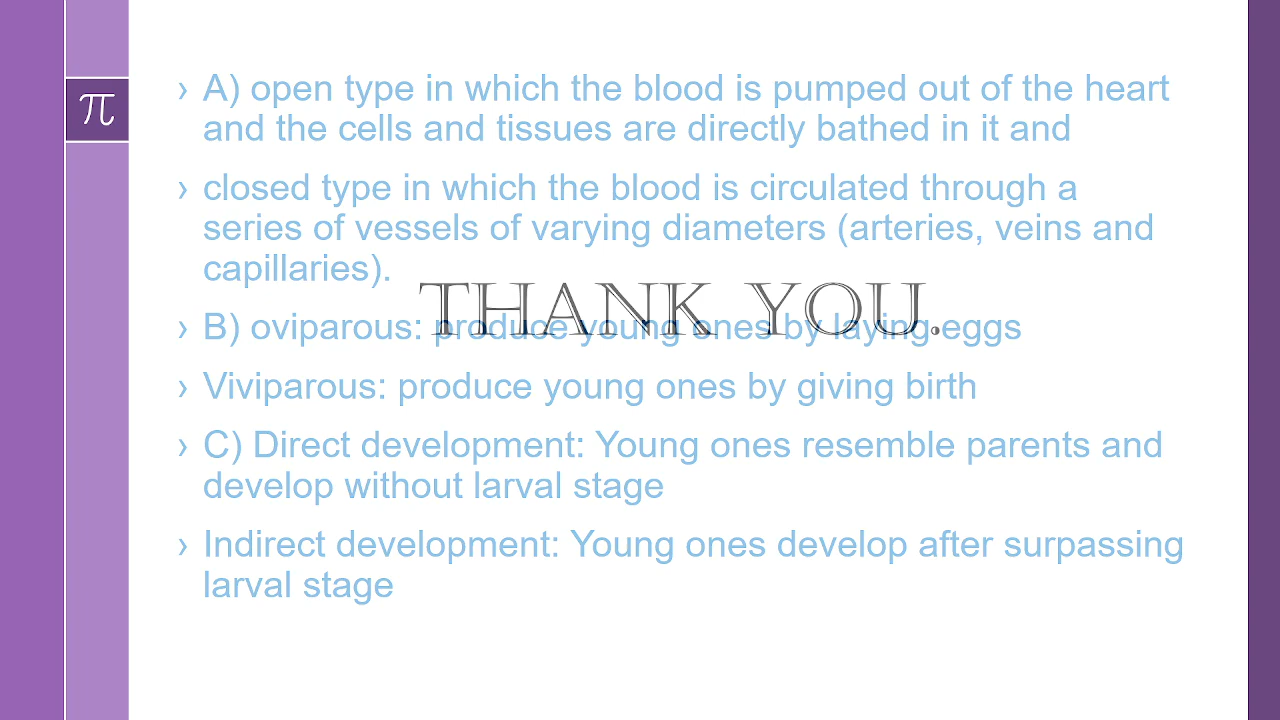 π
› A) open type in which the blood is pumped out of the heart
and the cells and tissues are directly bathed in it and
› closed type in which the blood is circulated through a
series of vessels of varying diameters (arteries, veins and
capillaries).
THANK YOU.
› B) oviparous: produce young ones by laying eggs
› Viviparous: produce young ones by giving birth
› C) Direct development: Young ones resemble parents and
develop without larval stage
› Indirect development: Young ones develop after surpassing
larval stage